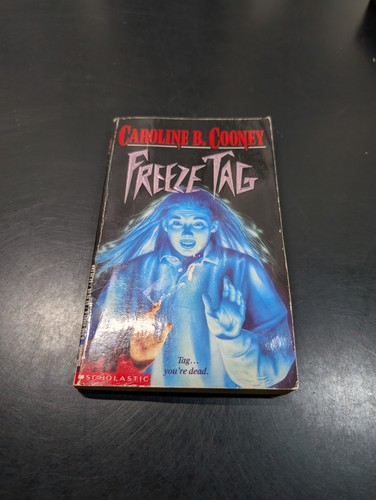 CAROLINE B. COONEY
FREEZE TAG
Tag...
you're dead.
SCHOLASTIC